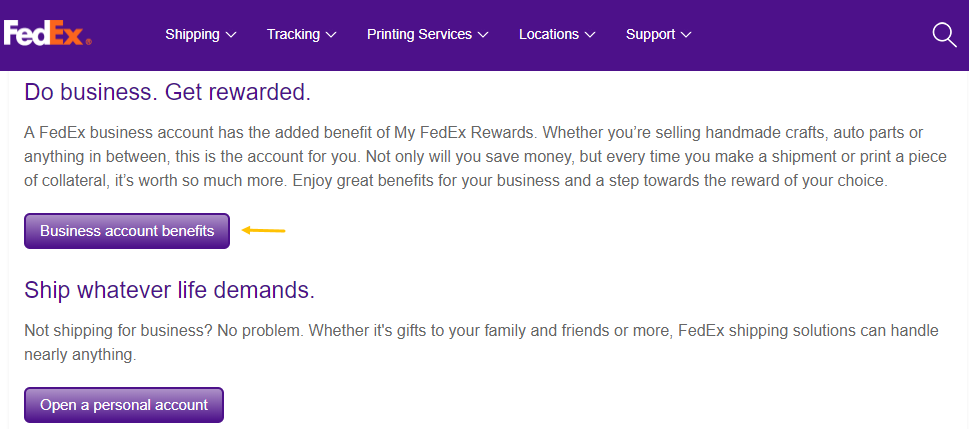 FedEx® Shipping Tracking Printing Services Locations Support
Do business. Get rewarded.
A FedEx business account has the added benefit of My FedEx Rewards. Whether you’re selling handmade crafts, auto parts or
anything in between, this is the account for you. Not only will you save money, but every time you make a shipment or print a piece
of collateral, it’s worth so much more. Enjoy great benefits for your business and a step towards the reward of your choice.
Business account benefits
Ship whatever life demands.
Not shipping for business? No problem. Whether it's gifts to your family and friends or more, FedEx shipping solutions can handle
nearly anything.
Open a personal account